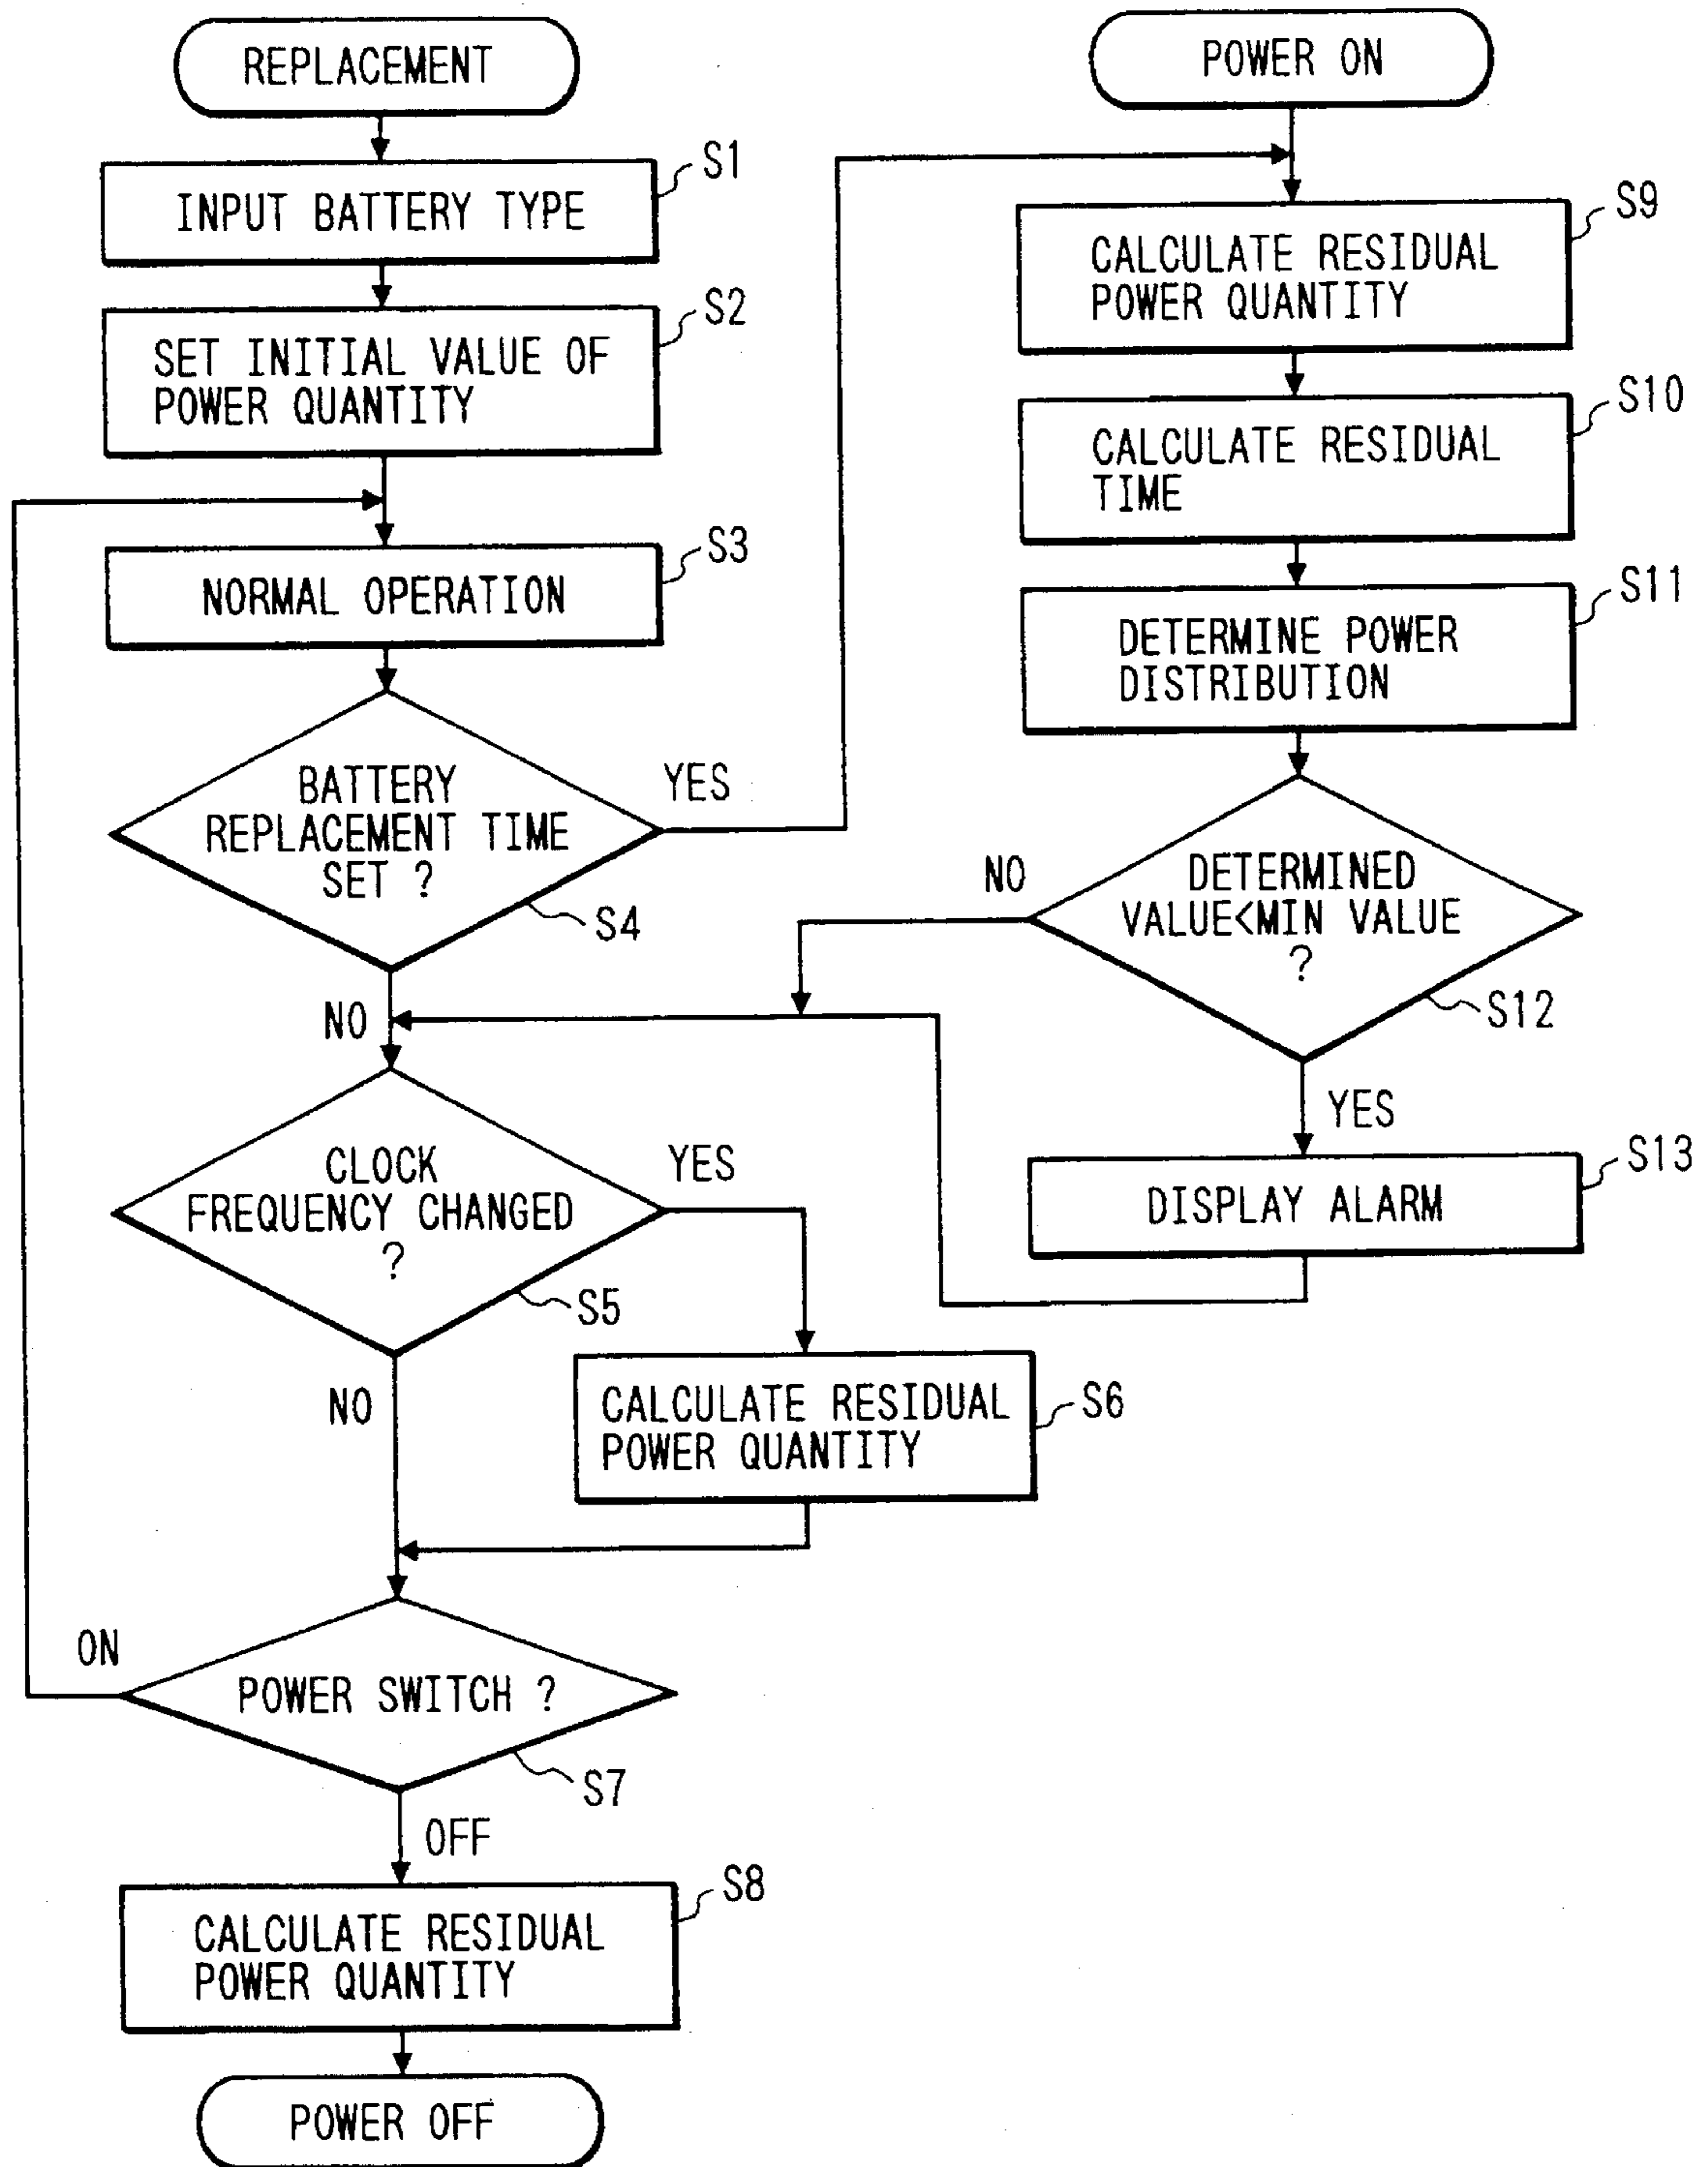 REPLACEMENT
S1
INPUT BATTERY TYPE
S2
SET INITIAL VALUE OF
POWER QUANTITY
S3
NORMAL OPERATION
BATTERY
REPLACEMENT TIME
SET ?
YES
S4
NO
CLOCK
FREQUENCY CHANGED
?
YES
S5
NO
CALCULATE RESIDUAL
POWER QUANTITY
S6
ON
POWER SWITCH ?
S7
OFF
S8
CALCULATE RESIDUAL
POWER QUANTITY
POWER OFF
POWER ON
S9
CALCULATE RESIDUAL
POWER QUANTITY
S10
CALCULATE RESIDUAL
TIME
S11
DETERMINE POWER
DISTRIBUTION
NO
DETERMINED
VALUE<MIN VALUE
?
S12
YES
S13
DISPLAY ALARM